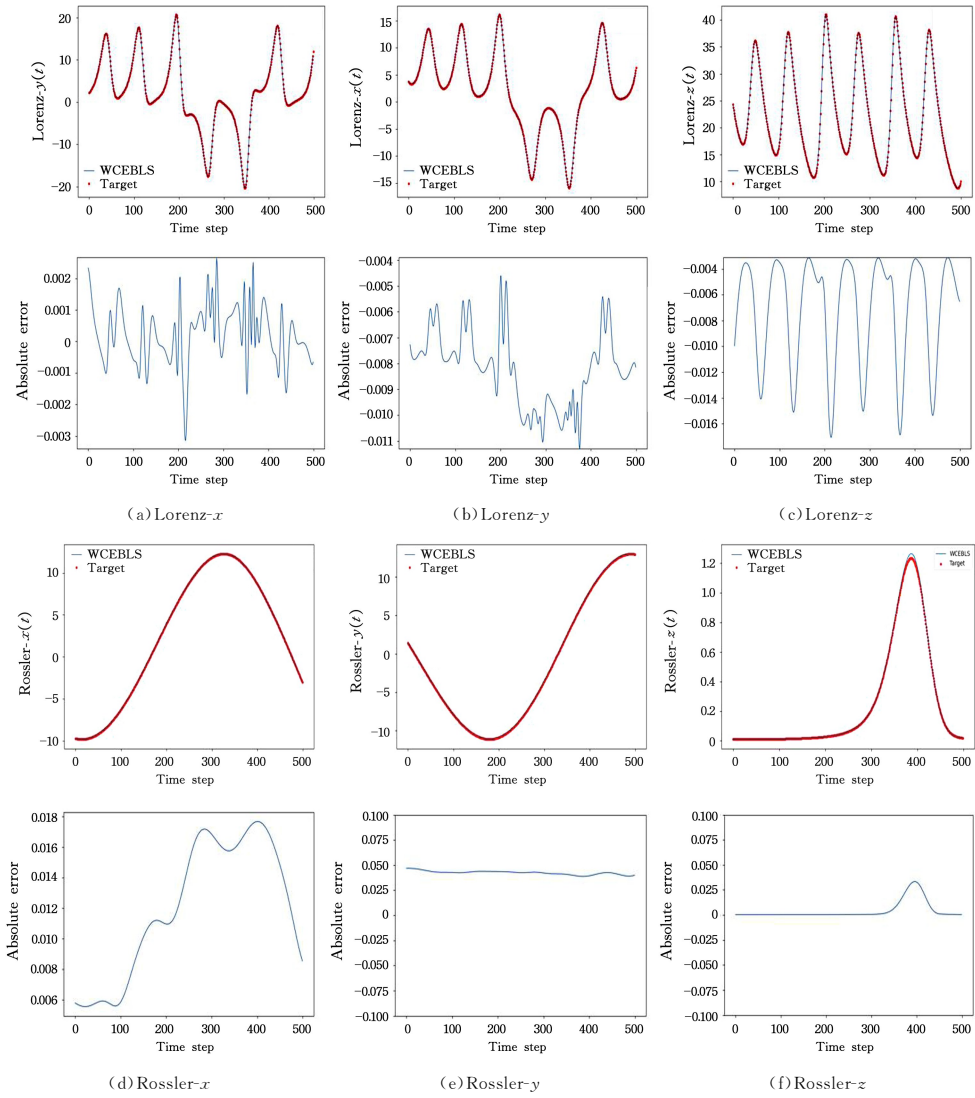 Lorenz-y(t)
20
10
0
−10
−20
WCEBLS
Target
0 100 200 300 400 500
Time step
Lorenz-x(t)
15
10
5
0
−5
−10
−15
WCEBLS
Target
0 100 200 300 400 500
Time step
Lorenz-z(t)
40
35
30
25
20
15
10
WCEBLS
Target
0 100 200 300 400 500
Time step
Absolute error
0.002
0.001
0
−0.001
−0.002
−0.003
0 100 200 300 400 500
Time step
Absolute error
−0.004
−0.005
−0.006
−0.007
−0.008
−0.009
−0.010
−0.011
0 100 200 300 400 500
Time step
Absolute error
−0.004
−0.006
−0.008
−0.010
−0.012
−0.014
−0.016
0 100 200 300 400 500
Time step
(a)Lorenz-x
(b)Lorenz-y
(c)Lorenz-z
Rossler-x(t)
WCEBLS
Target
10
5
0
−5
−10
0 100 200 300 400 500
Time step
Rossler-y(t)
WCEBLS
Target
10
5
0
−5
−10
0 100 200 300 400 500
Time step
Rossler-z(t)
WCEBLS
Target
WCEBLS
Target
1.2
1.0
0.8
0.6
0.4
0.2
0
0 100 200 300 400 500
Time step
Absolute error
0.018
0.016
0.014
0.012
0.010
0.008
0.006
0 100 200 300 400 500
Time step
Absolute error
0.100
0.075
0.050
0.025
0
−0.025
−0.050
−0.075
−0.100
0 100 200 300 400 500
Time step
Absolute error
0.100
0.075
0.050
0.025
0
−0.025
−0.050
−0.075
−0.100
0 100 200 300 400 500
Time step
(d)Rossler-x
(e)Rossler-y
(f)Rossler-z